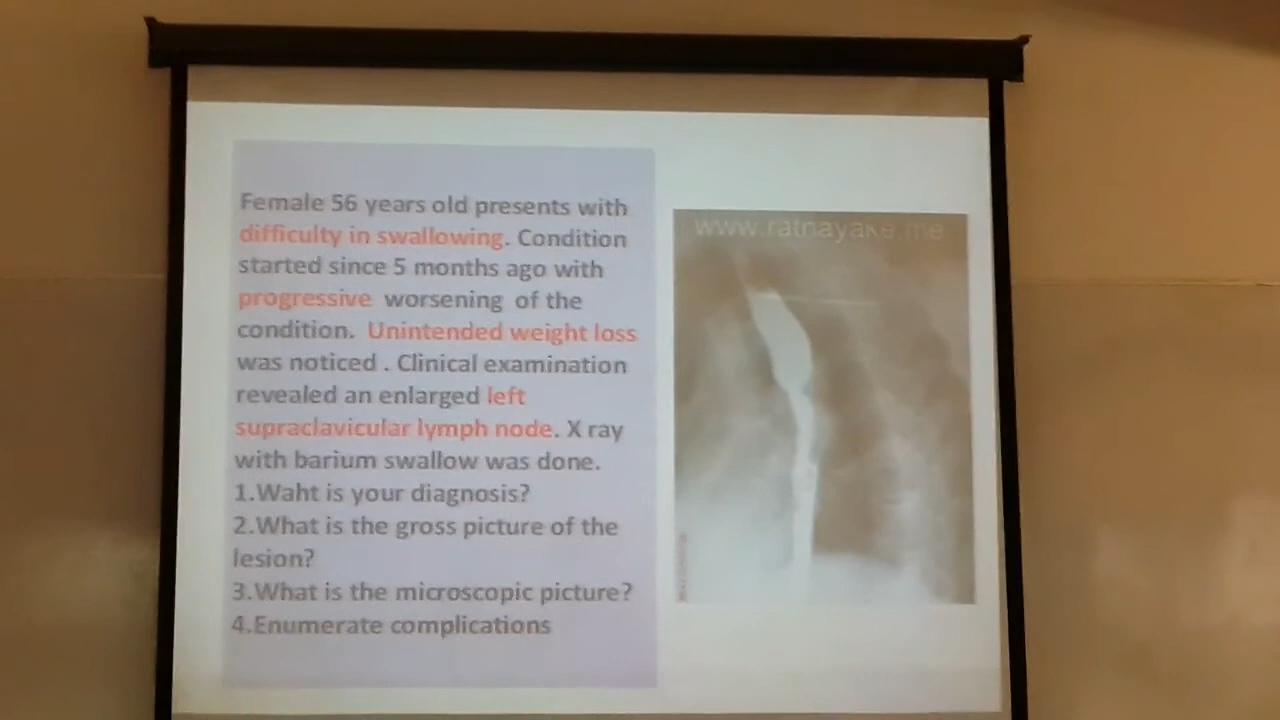 Female 56 years old presents with
difficulty in swallowing. Condition
started since 5 months ago with
progressive worsening of the
condition. Unintended weight loss
was noticed . Clinical examination
revealed an enlarged left
supraclavicular lymph node. X ray
with barium swallow was done.
1.Waht is your diagnosis?
2.What is the gross picture of the
lesion?
3.What is the microscopic picture?
4.Enumerate complications
www.ratnayake.me